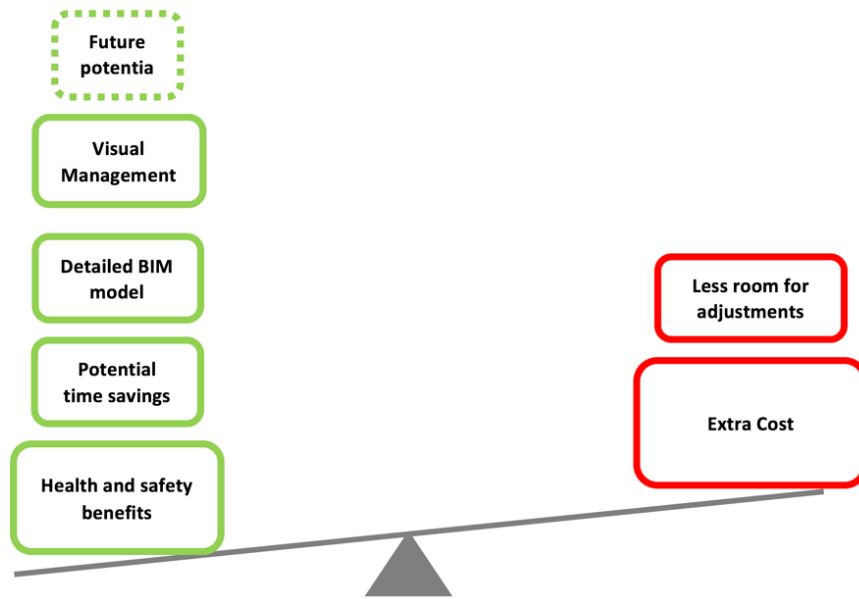 Future
potentia
Visual
Management
Detailed BIM
model
Potential
time savings
Health and safety
benefits
Less room for
adjustments
Extra Cost